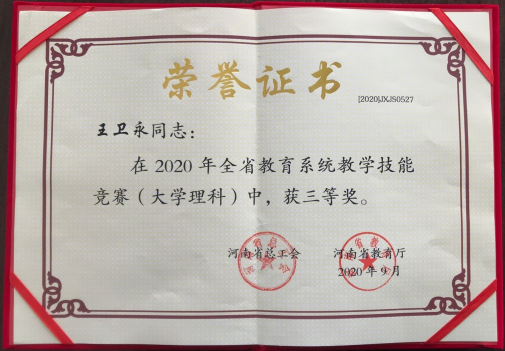 荣誉证书
[2020]JXJS0527
王卫永同志：
在2020年全省教育系统教学技能
竞赛（大学理科）中，获三等奖。
河南省总工会 河南省教育厅
2020年9月